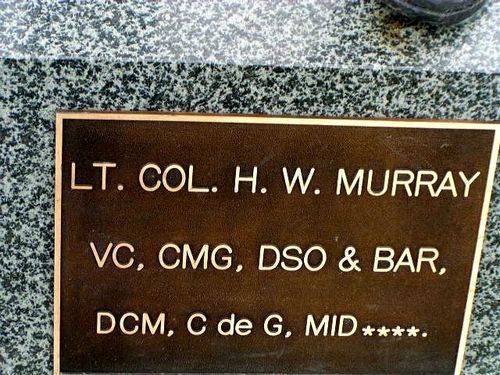 LT. COL. H. W. MURRAY
VC, CMG, DSO & BAR,
DCM, C de G, MID****.